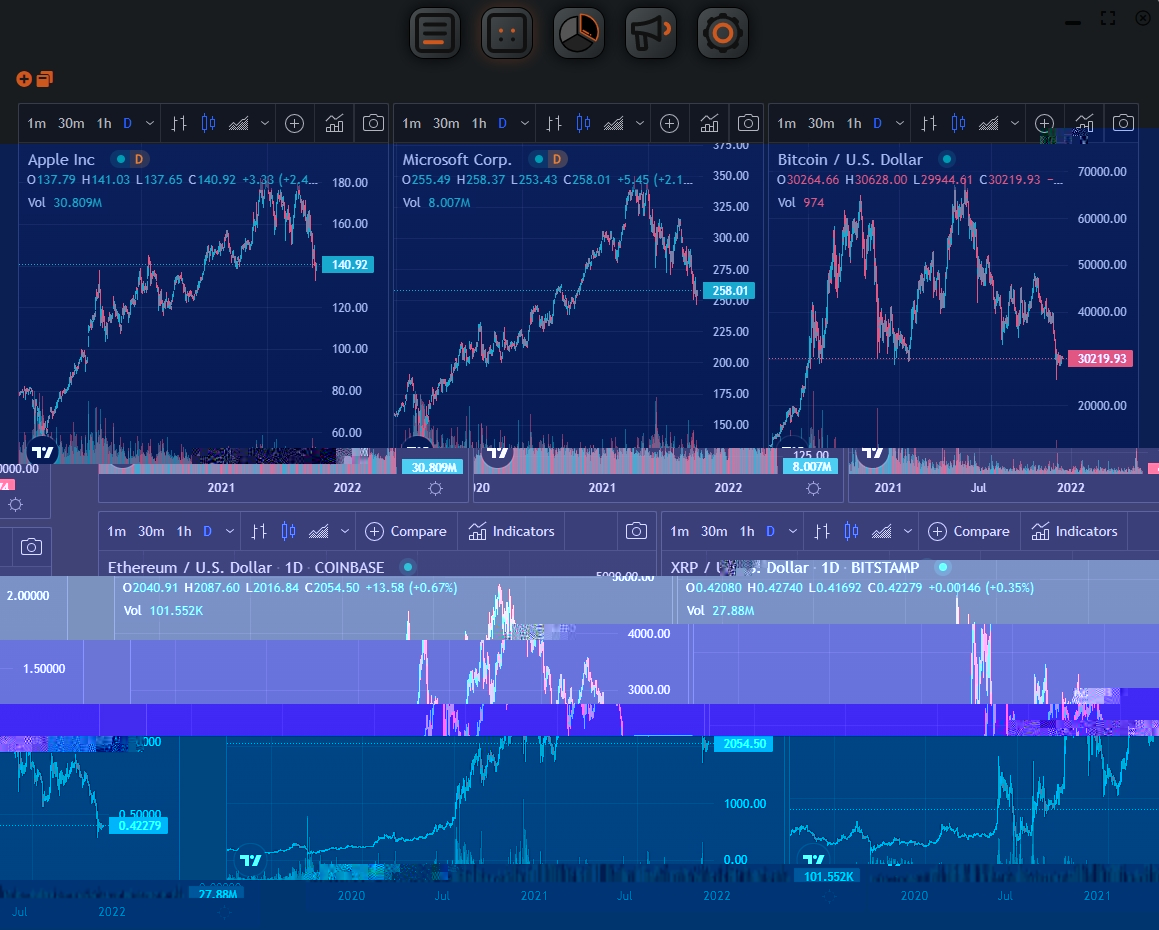 1m 30m 1h D
1m 30m 1h D
1m 30m 1h D
Apple Inc D
O137.79 H141.03 L137.65 C140.92 +3.33 (+2.4...
Vol 30.809M
180.00
160.00
140.92
120.00
100.00
80.00
60.00
Microsoft Corp. D
O255.49 H258.37 L253.43 C258.01 +5.45 (+2.1...
Vol 8.007M
375.00
350.00
325.00
300.00
275.00
258.01
250.00
225.00
200.00
175.00
150.00
Bitcoin / U.S. Dollar
O30264.66 H30628.00 L29944.61 C30219.93 −...
Vol 974
70000.00
60000.00
50000.00
40000.00
30219.93
20000.00
0000.00
74
30.809M
125.00
8.007M
2021 2022
020 2021 2022
2021 Jul 2022
1m 30m 1h D Compare Indicators
1m 30m 1h D Compare Indicators
Ethereum / U.S. Dollar · 1D · COINBASE
O2040.91 H2087.60 L2016.84 C2054.50 +13.58 (+0.67%)
Vol 101.552K
XRP / U. Dollar · 1D · BITSTAMP
O0.42080 H0.42740 L0.41692 C0.42279 +0.00146 (+0.35%)
Vol 27.88M
2.00000
4000.00
1.50000
3000.00
2054.50
0.50000
0.42279
1000.00
0.00
101.552K
27.88M
2020 Jul 2021 Jul 2022
2020 Jul 2021
Jul 2022